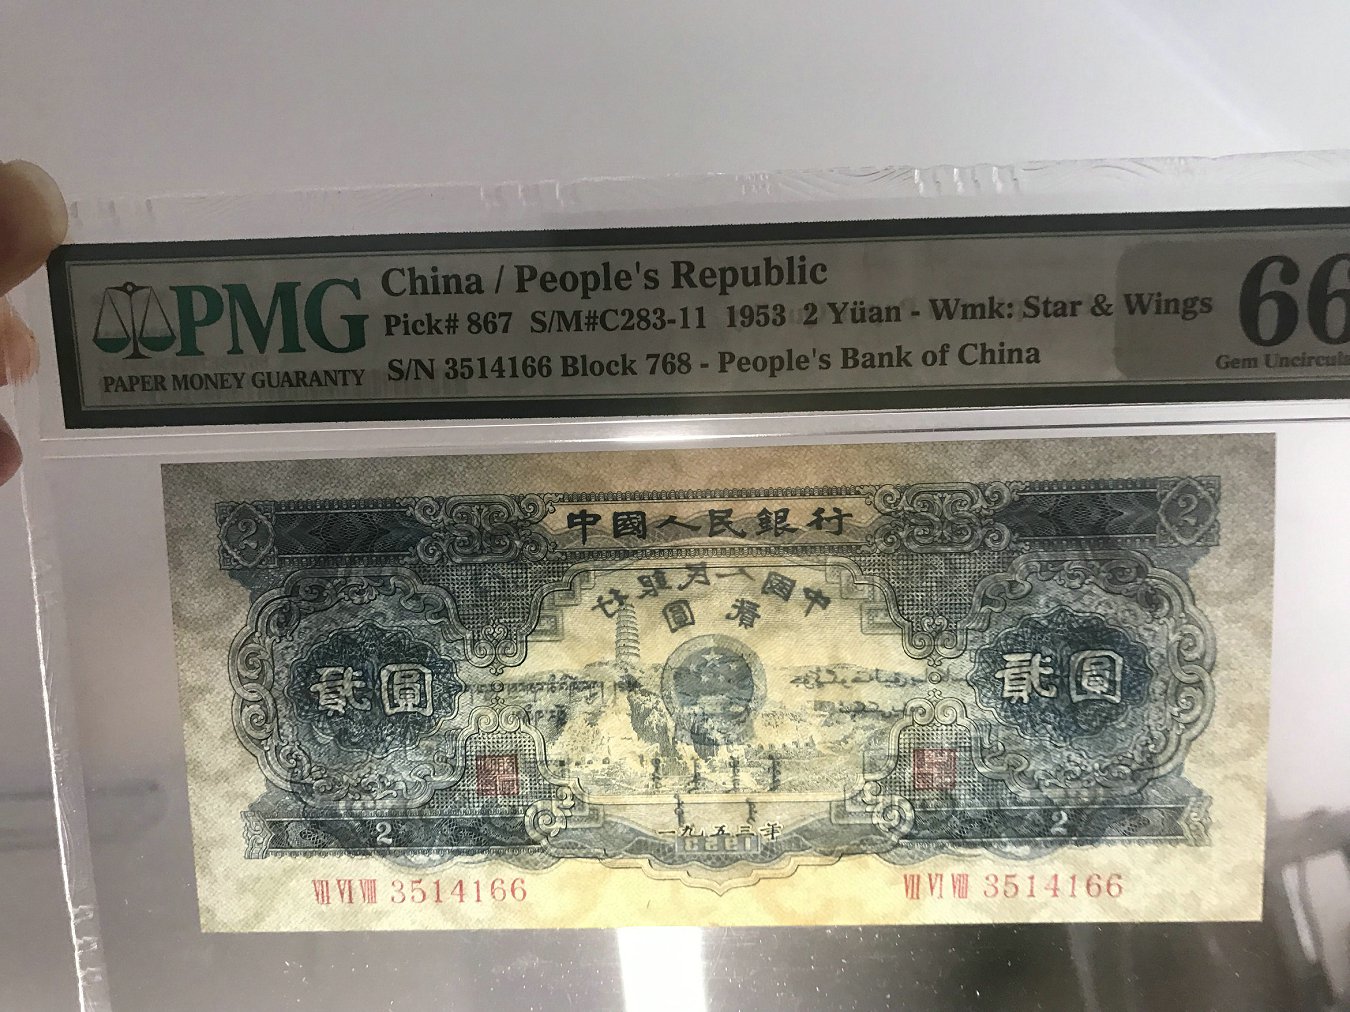 PMG
PAPER MONEY GUARANTY
China / People's Republic
Pick# 867 S/M#C283-11 1953 2 Yüan - Wmk: Star & Wings
S/N 3514166 Block 768 - People's Bank of China
66
Gem
2
中國人民銀行
2
中國人民銀行
貳圓
貳圓
貳圓
2
一九五三年
1953
2
Ⅶ Ⅵ Ⅷ 3514166
Ⅶ Ⅵ Ⅷ 3514166